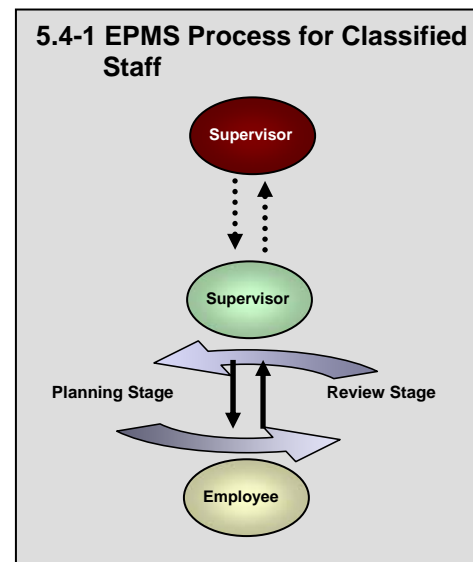 5.4-1 EPMS Process for Classified
Staff
Supervisor
Supervisor
Planning Stage
Review Stage
Employee